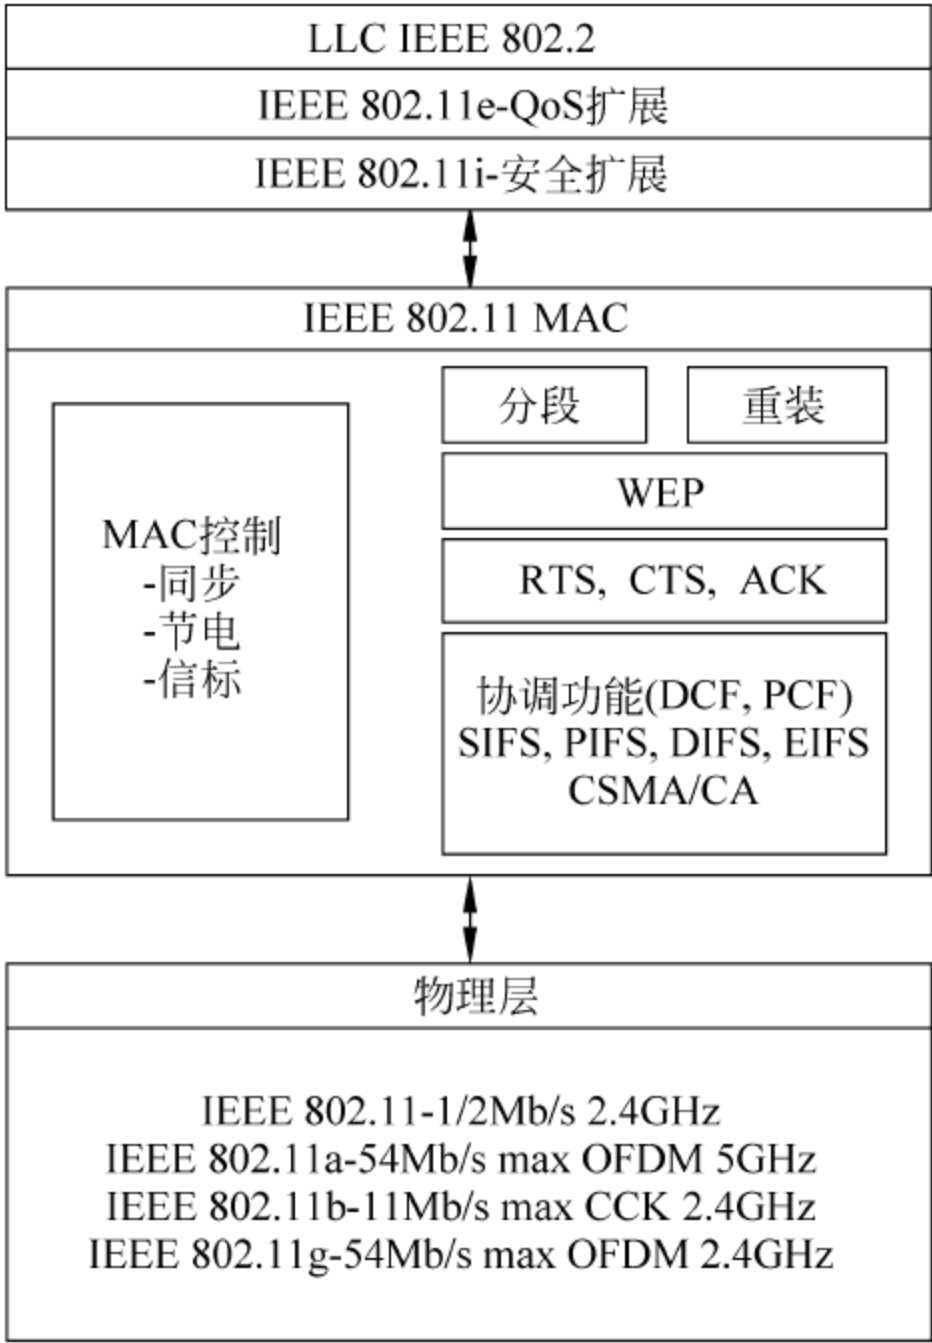 LLC IEEE 802.2
IEEE 802.11e-QoS扩展
IEEE 802.11i-安全扩展
IEEE 802.11 MAC
MAC控制
-同步
-节电
-信标
分段
重装
WEP
RTS, CTS, ACK
协调功能(DCF, PCF)
SIFS, PIFS, DIFS, EIFS
CSMA/CA
物理层
IEEE 802.11-1/2Mb/s 2.4GHz
IEEE 802.11a-54Mb/s max OFDM 5GHz
IEEE 802.11b-11Mb/s max CCK 2.4GHz
IEEE 802.11g-54Mb/s max OFDM 2.4GHz